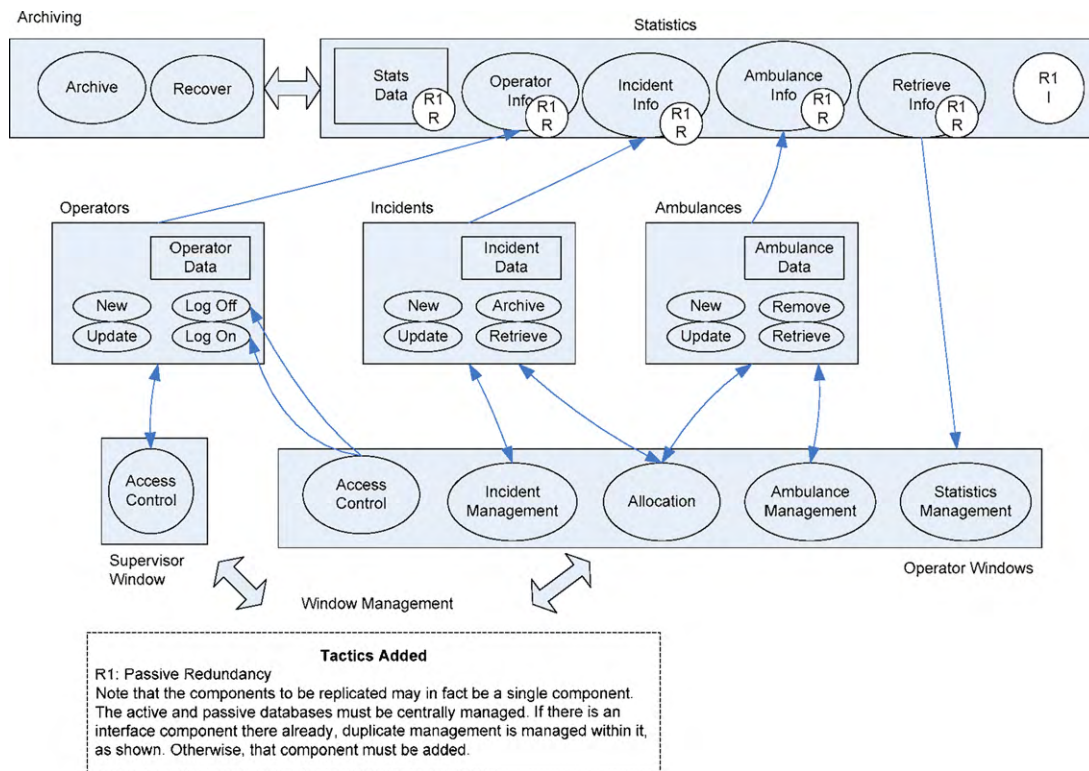 Archiving
Statistics
Archive
Recover
Stats
Data
R1
R
Operator
Info
R1
R
Incident
Info
R1
R
Ambulance
Info
R1
R
Retrieve
Info
R1
R
R1
I
Operators
Incidents
Ambulances
Operator
Data
New
Log Off
Update
Log On
Incident
Data
New
Archive
Update
Retrieve
Ambulance
Data
New
Remove
Update
Retrieve
Access
Control
Access
Control
Incident
Management
Allocation
Ambulance
Management
Statistics
Management
Supervisor
Window
Operator Windows
Window Management
Tactics Added
R1: Passive Redundancy
Note that the components to be replicated may in fact be a single component.
The active and passive databases must be centrally managed. If there is an
interface component there already, duplicate management is managed within it,
as shown. Otherwise, that component must be added.